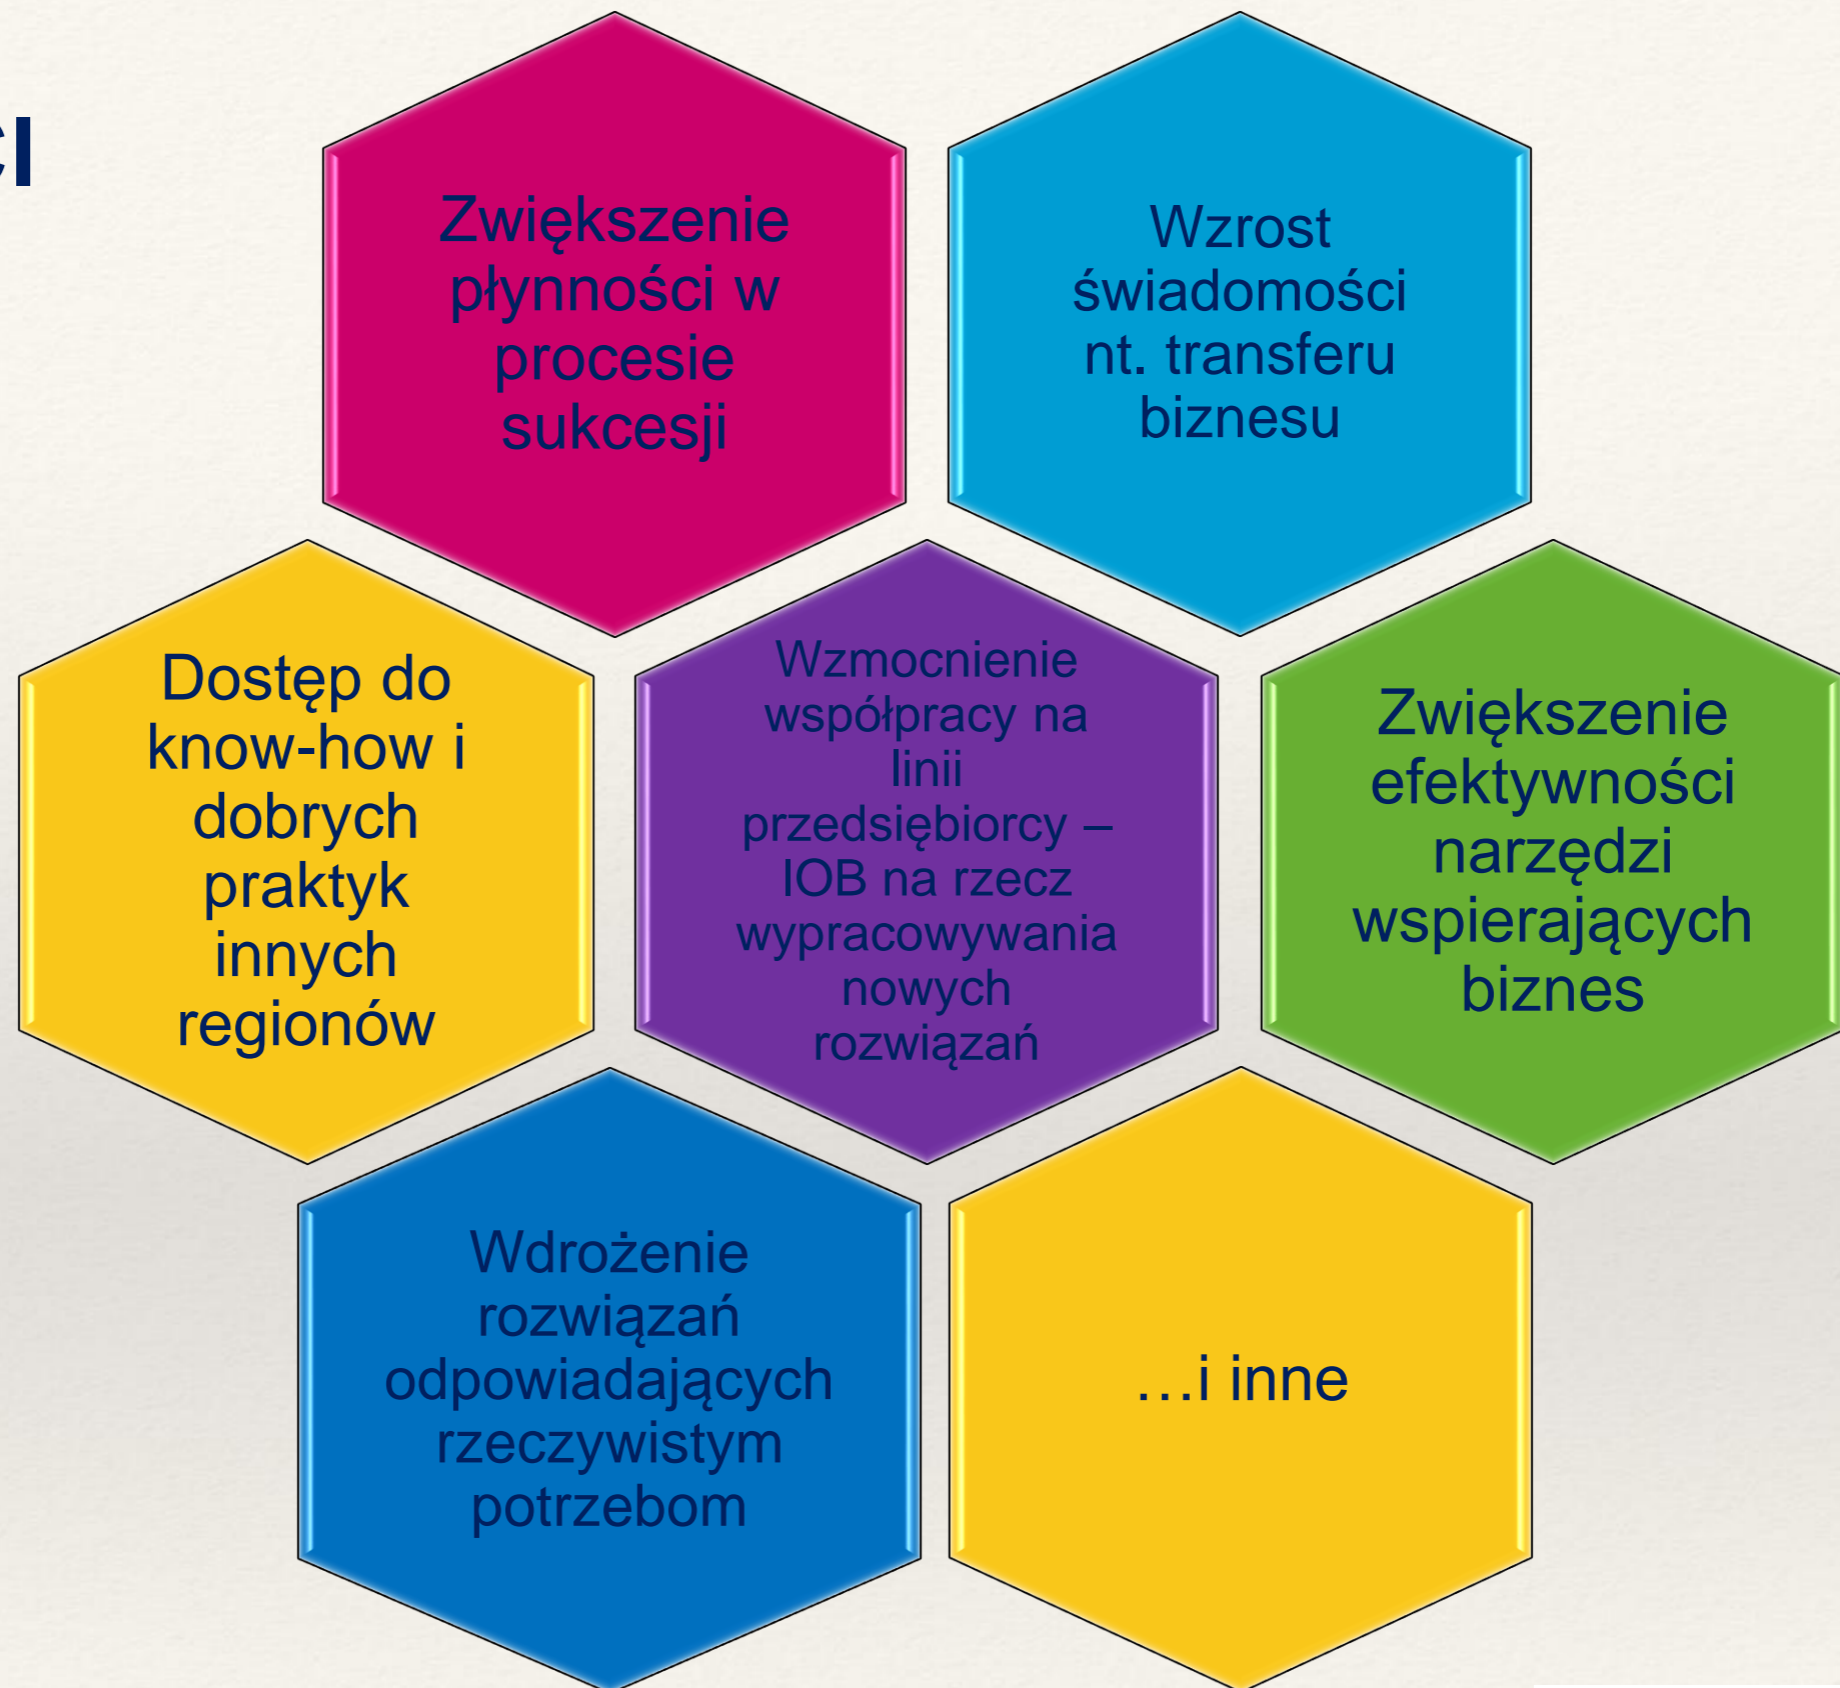 Zwiększenie
płynności w
procesie
sukcesji
Wzrost
świadomości
nt. transferu
biznesu
Dostęp do
know-how i
dobrych
praktyk
innych
regionów
Wzmocnienie
współpracy na
linii
przedsiębiorcy –
IOB na rzecz
wypracowywania
nowych
rozwiązań
Zwiększenie
efektywności
narzędzi
wspierających
biznes
Wdrożenie
rozwiązań
odpowiadających
rzeczywistym
potrzebom
…i inne